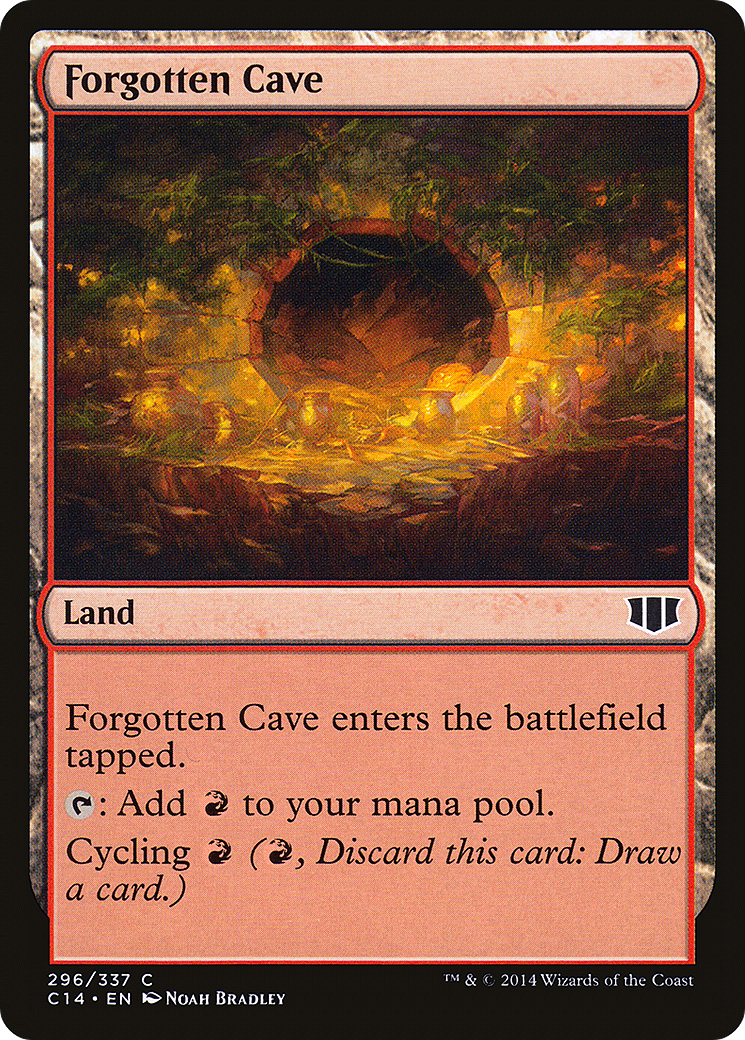 Forgotten Cave
Land
Forgotten Cave enters the battlefield
tapped.
: Add to your mana pool.
Cycling (, Discard this card: Draw
a card.)
296/337 C
C14 • EN NOAH BRADLEY
™ & © 2014 Wizards of the Coast